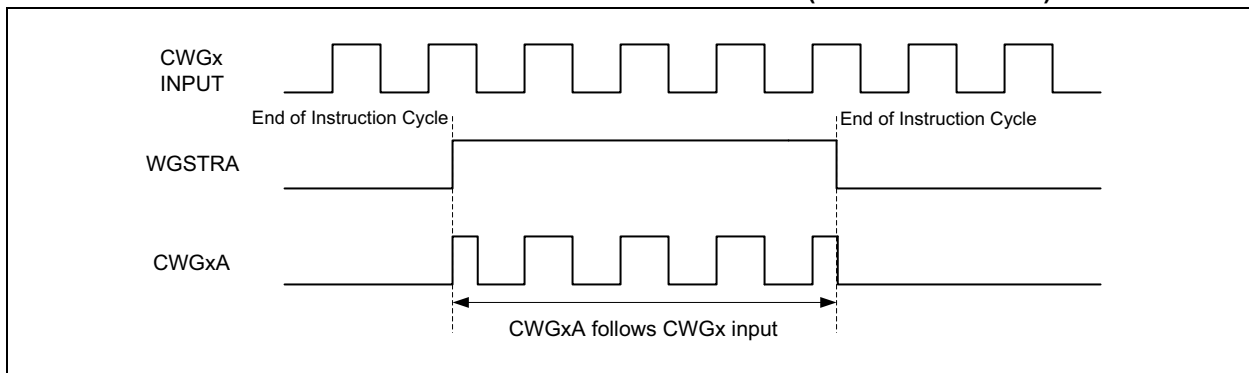 CWGx
INPUT
End of Instruction Cycle
End of Instruction Cycle
WGSTRA
CWGxA
CWGxA follows CWGx input